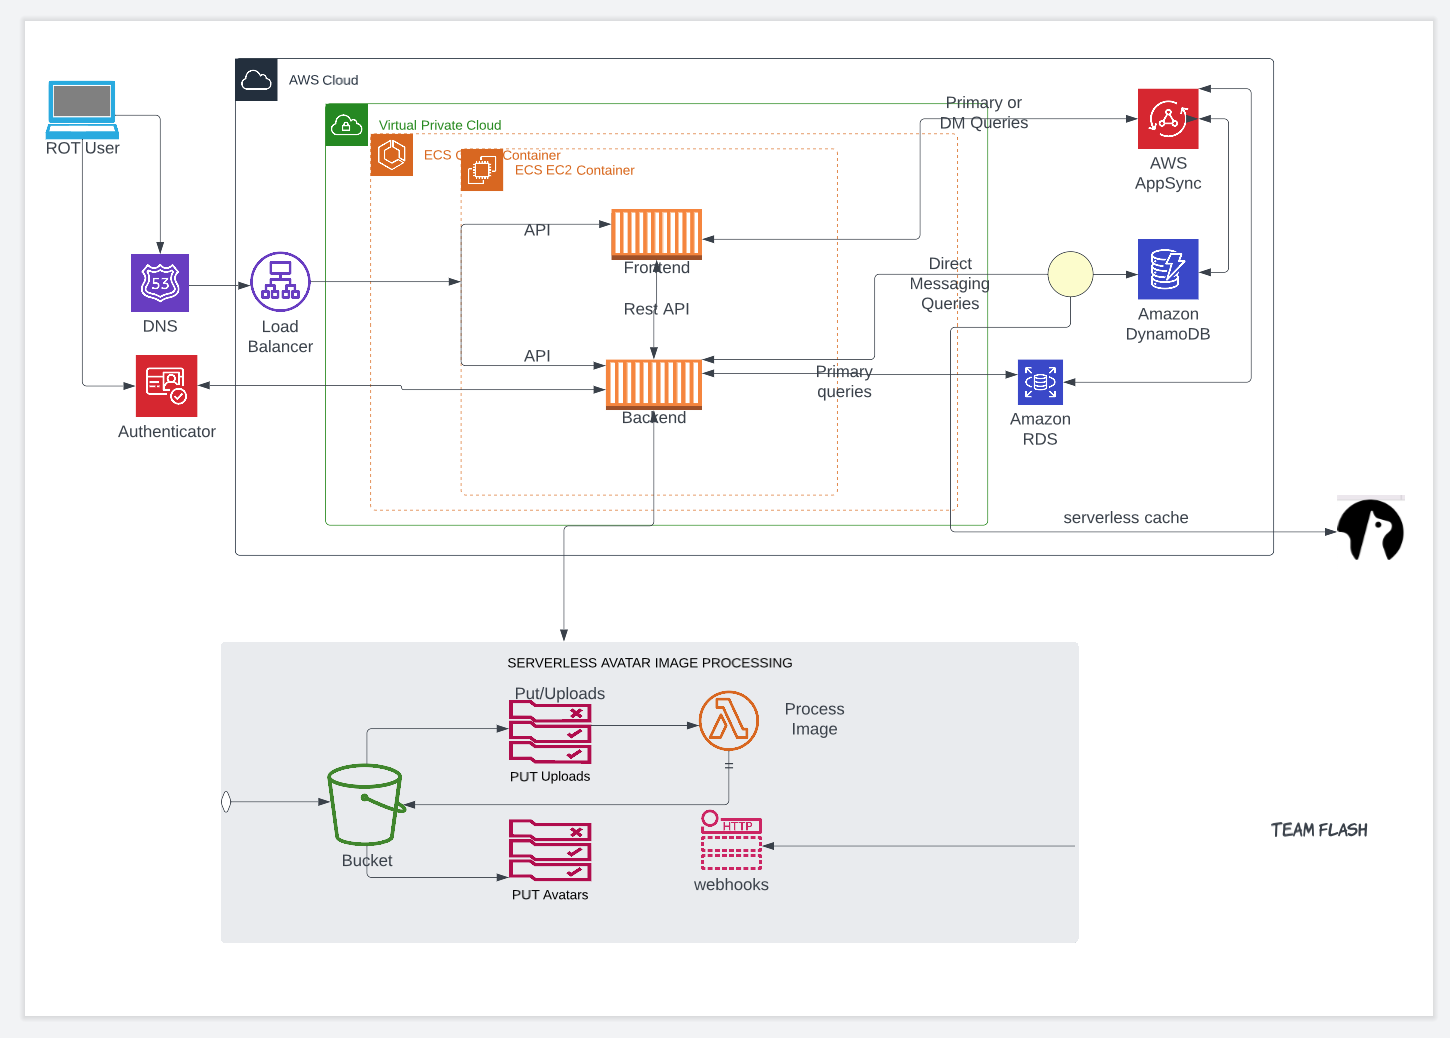 AWS Cloud
Primary or
DM Queries
Virtual Private Cloud
ROT User
ECS C Container
ECS EC2 Container
AWS
AppSync
API
Frontend
Direct
Messaging
Queries
53
Rest API
DNS
Load
Balancer
Amazon
DynamoDB
API
Primary
queries
Backend
Authenticator
Amazon
RDS
serverless cache
SERVERLESS AVATAR IMAGE PROCESSING
Put/Uploads
Process
Image
PUT Uploads
HTTP
TEAM FLASH
Bucket
webhooks
PUT Avatars